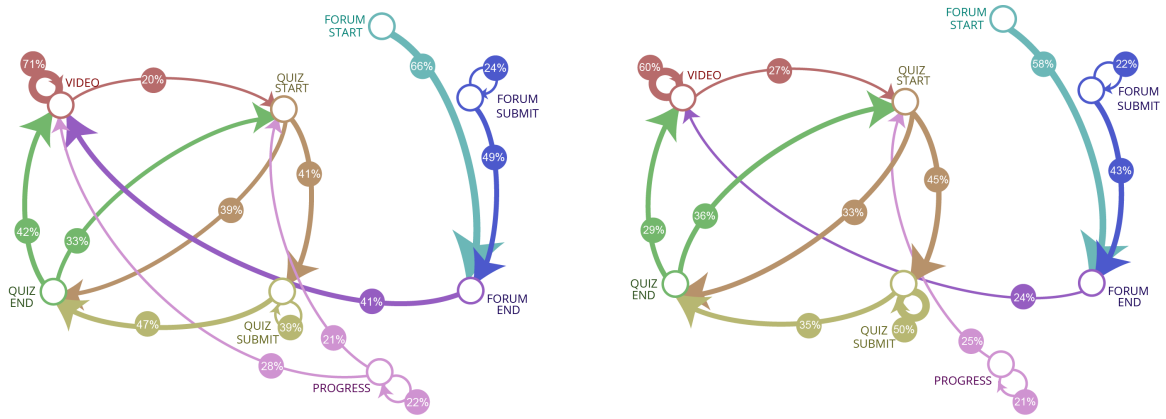 FORUM
START
71%
VIDEO
20%
QUIZ
START
66%
24%
FORUM
SUBMIT
49%
41%
39%
42%
33%
QUIZ
END
47%
QUIZ
SUBMIT
39%
41%
FORUM
END
21%
28%
PROGRESS
22%
FORUM
START
60%
VIDEO
27%
QUIZ
START
58%
22%
FORUM
SUBMIT
43%
45%
33%
36%
29%
QUIZ
END
35%
QUIZ
SUBMIT
50%
24%
FORUM
END
25%
PROGRESS
21%